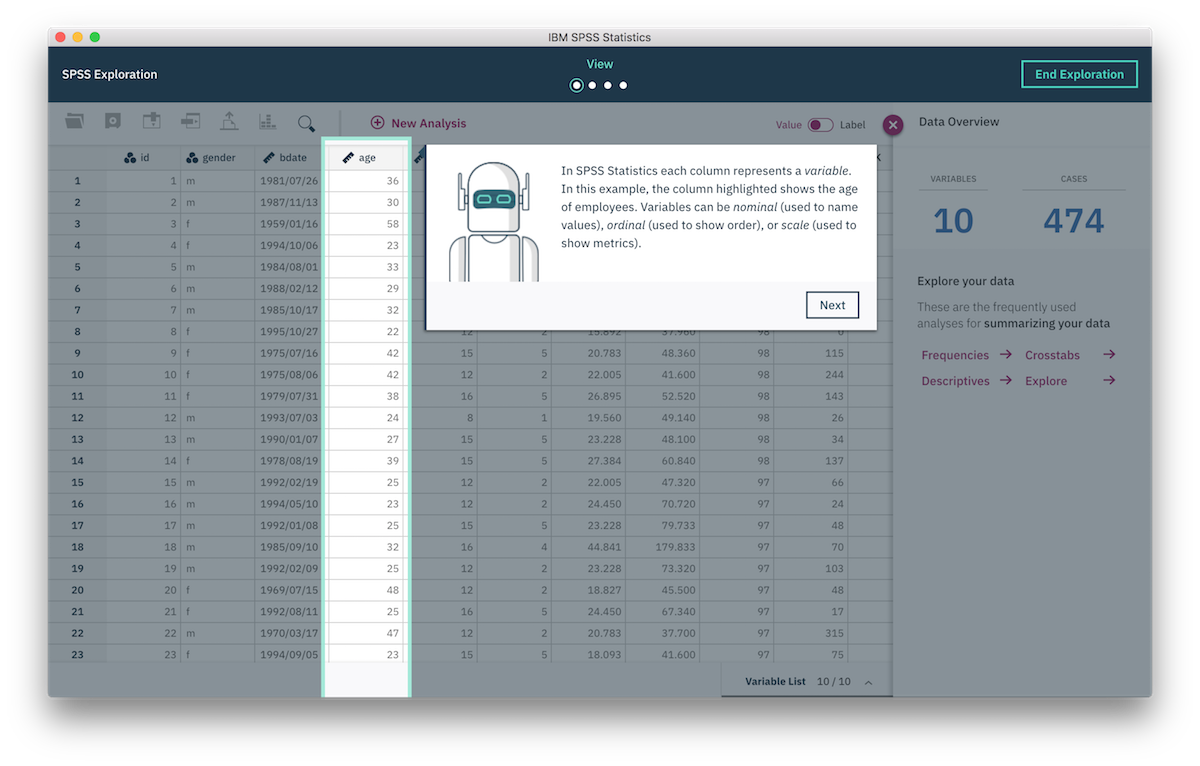 IBM SPSS Statistics
SPSS Exploration
View
End Exploration
New Analysis
Value Label
Data Overview
id gender bdate age
VARIABLES CASES
10 474
In SPSS Statistics each column represents a variable.
In this example, the column highlighted shows the age
of employees. Variables can be nominal (used to name
values), ordinal (used to show order), or scale (used to
show metrics).
Next
Explore your data
These are the frequently used
analyses for summarizing your data
Frequencies → Crosstabs →
Descriptives → Explore →
1 1 m 1981/07/26 36
2 2 m 1987/11/13 30
3 3 f 1959/01/16 58
4 4 f 1994/10/06 23
5 5 m 1984/08/01 33
6 6 m 1988/02/12 29
7 7 m 1985/10/17 32
8 8 f 1995/10/27 22 12 2 15.892 37.960 98 0
9 9 f 1975/07/16 42 15 5 20.783 48.360 98 115
10 10 f 1975/08/06 42 12 2 22.005 41.600 98 244
11 11 f 1979/07/31 38 16 5 26.895 52.520 98 143
12 12 m 1993/07/03 24 8 1 19.560 49.140 98 26
13 13 m 1990/01/07 27 15 5 23.228 48.100 98 34
14 14 f 1978/08/19 39 15 5 27.384 60.840 98 137
15 15 m 1992/02/19 25 12 2 22.005 47.320 97 66
16 16 m 1994/05/10 23 12 2 24.450 70.720 97 24
17 17 m 1992/01/08 25 15 5 23.228 79.733 97 48
18 18 m 1985/09/10 32 16 4 44.841 179.833 97 70
19 19 m 1992/02/09 25 12 2 23.228 73.320 97 103
20 20 f 1969/07/15 48 12 2 18.827 45.500 97 48
21 21 f 1992/08/11 25 16 5 24.450 67.340 97 17
22 22 m 1970/03/17 47 12 2 20.783 37.700 97 315
23 23 f 1994/09/05 23 15 5 18.093 41.600 97 75
Variable List 10 / 10